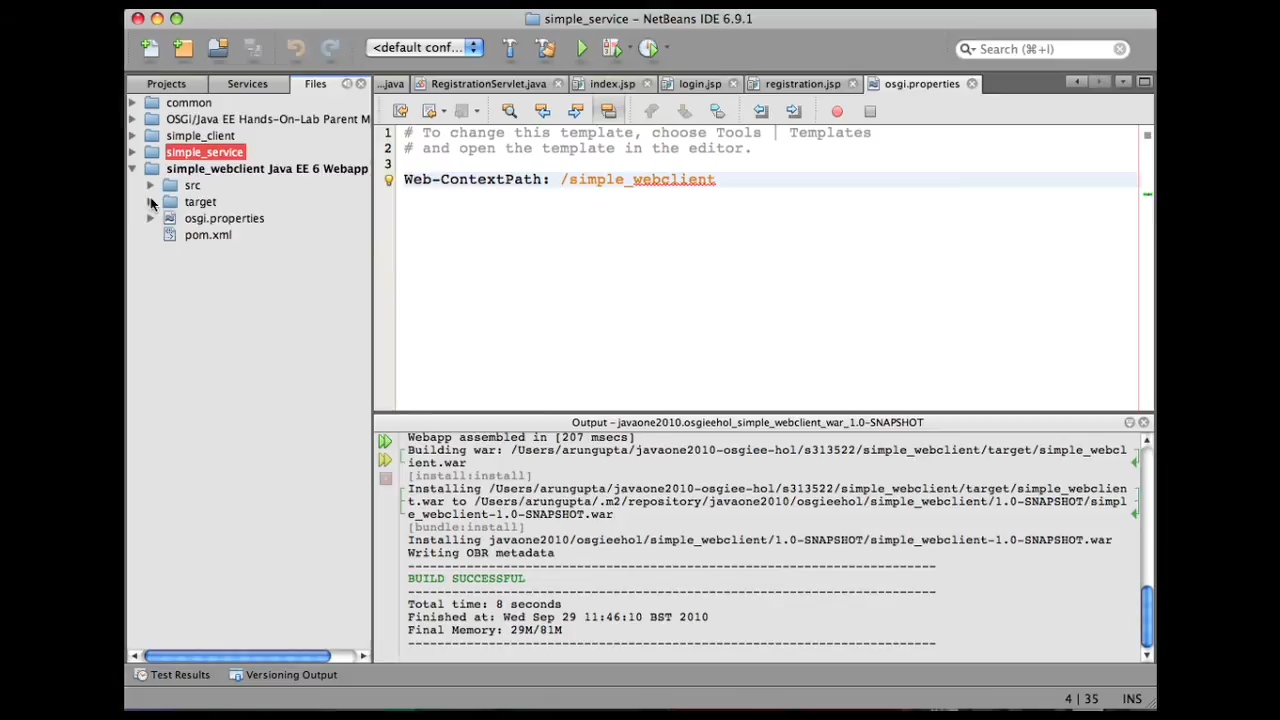 simple_service – NetBeans IDE 6.9.1
<default conf...
Search (⌘+I)
Projects
Services
Files
...java
RegistrationServlet.java
index.jsp
login.jsp
registration.jsp
osgi.properties
common
OSGi/Java EE Hands-On-Lab Parent M
simple_client
simple_service
simple_webclient Java EE 6 Webapp
src
target
osgi.properties
pom.xml
1 # To change this template, choose Tools | Templates
2 # and open the template in the editor.
3
Web-ContextPath: /simple_webclient
Output – javaone2010.osgieehol_simple_webclient_war_1.0-SNAPSHOT
Webapp assembled in [207 msecs]
Building war: /Users/arungupta/javaone2010-osgiee-hol/s313522/simple_webclient/target/simple_webcl
ient.war
[install:install]
Installing /Users/arungupta/javaone2010-osgiee-hol/s313522/simple_webclient/target/simple_webclien
t.war to /Users/arungupta/.m2/repository/javaone2010/osgieehol/simple_webclient/1.0-SNAPSHOT/simpl
e_webclient-1.0-SNAPSHOT.war
[bundle:install]
Installing javaone2010/osgieehol/simple_webclient/1.0-SNAPSHOT/simple_webclient-1.0-SNAPSHOT.war
Writing OBR metadata
------------------------------------------------------------------------
BUILD SUCCESSFUL
------------------------------------------------------------------------
Total time: 8 seconds
Finished at: Wed Sep 29 11:46:10 BST 2010
Final Memory: 29M/81M
------------------------------------------------------------------------
Test Results
Versioning Output
4 | 35
INS